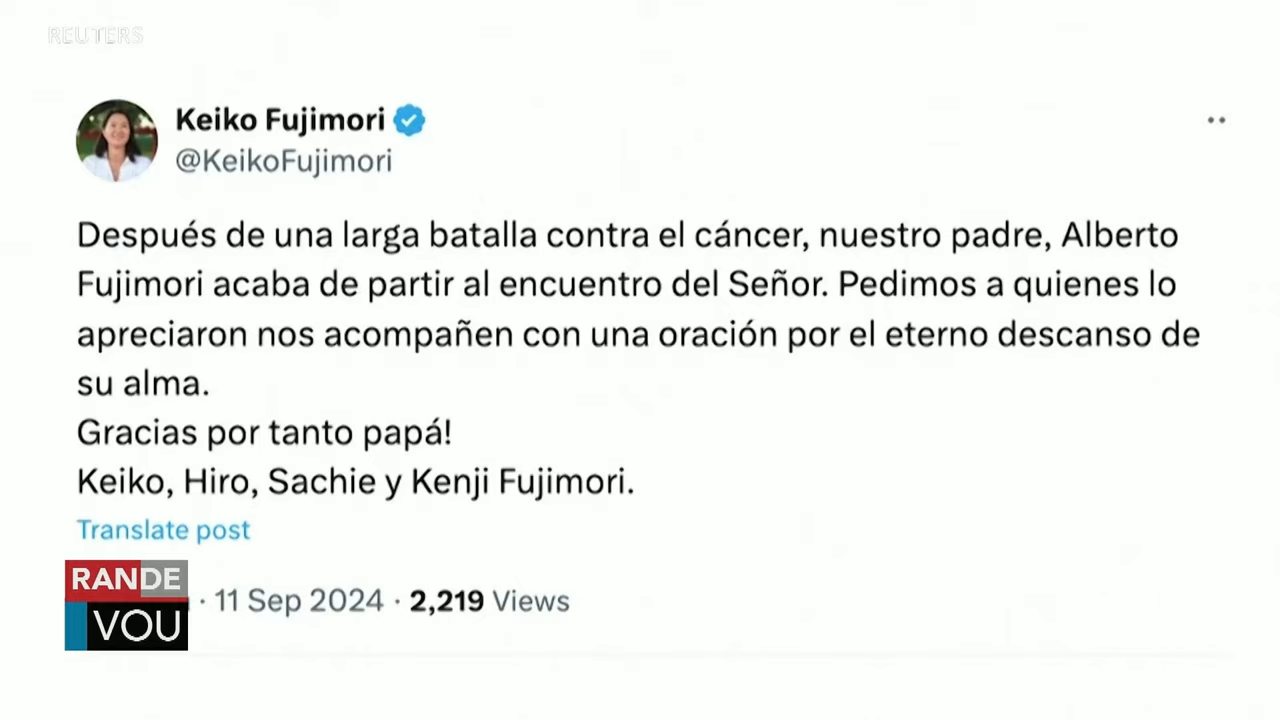 REUTERS
Keiko Fujimori
@KeikoFujimori
Después de una larga batalla contra el cáncer, nuestro padre, Alberto
Fujimori acaba de partir al encuentro del Señor. Pedimos a quienes lo
apreciaron nos acompañen con una oración por el eterno descanso de
su alma.
Gracias por tanto papá!
Keiko, Hiro, Sachie y Kenji Fujimori.
Translate post
· 11 Sep 2024 · 2,219 Views
RANDE
VOU